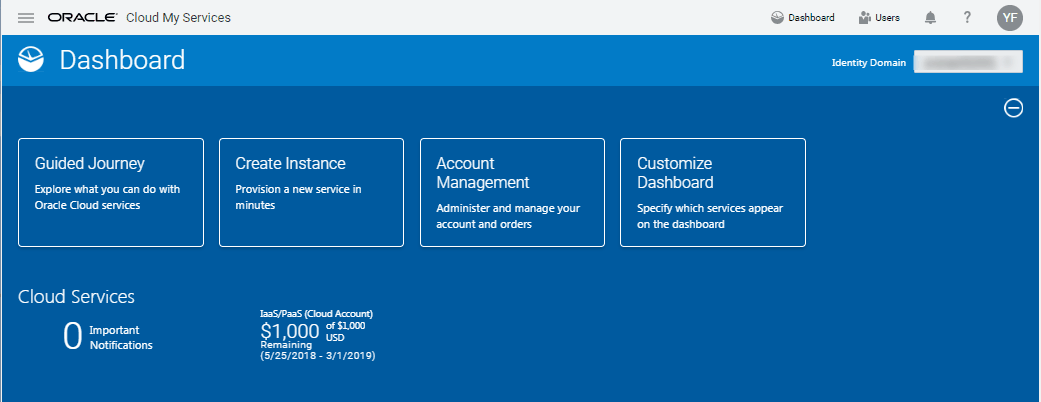 ORACLE® Cloud My Services
Dashboard
Users
?
YF
Dashboard
Identity Domain
Guided Journey
Explore what you can do with
Oracle Cloud services
Create Instance
Provision a new service in
minutes
Account
Management
Administer and manage your
account and orders
Customize
Dashboard
Specify which services appear
on the dashboard
Cloud Services
0 Important
Notifications
IaaS/PaaS (Cloud Account)
$1,000 of $1,000
USD
Remaining
(5/25/2018 - 3/1/2019)